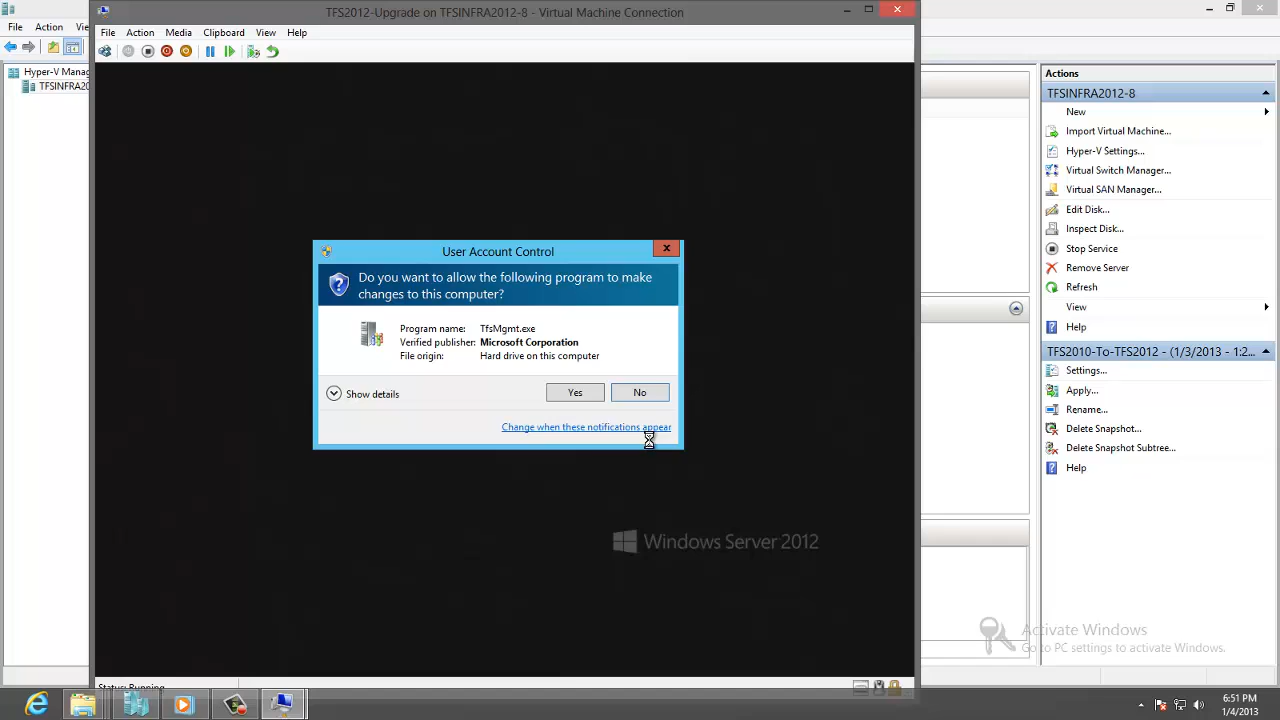 TFS2012-Upgrade on TFSINFRA2012-8 - Virtual Machine Connection
File Action
File Action Media Clipboard View Help
Hyper-V Manag
TFSINFRA20
User Account Control
Do you want to allow the following program to make
changes to this computer?
Program name: TfsMgmt.exe
Verified publisher: Microsoft Corporation
File origin: Hard drive on this computer
Show details
Yes
No
Change when these notifications appear
Windows Server 2012
Actions
TFSINFRA2012-8
New
Import Virtual Machine...
Hyper-V Settings...
Virtual Switch Manager...
Virtual SAN Manager...
Edit Disk...
Inspect Disk...
Stop Service
Remove Server
Refresh
View
Help
TFS2010-To-TFS2012 - (1/3/2013 - 1:2...
Settings...
Apply...
Rename...
Delete Snapshot...
Delete Snapshot Subtree...
Help
Activate Windows
Go to PC settings to activate Windows.
Status: Running
6:51 PM
1/4/2013